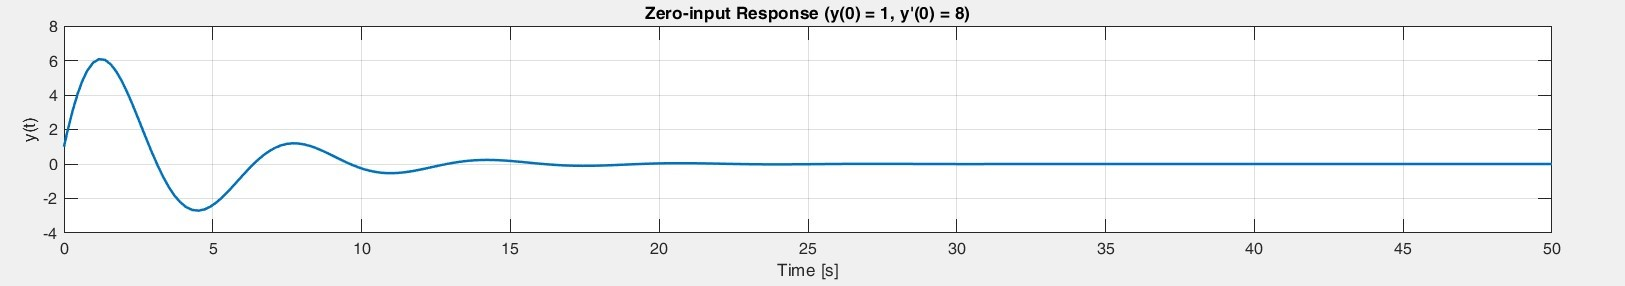 Zero-input Response (y(0) = 1, y'(0) = 8)
8
6
4
2
0
-2
-4
y(t)
0 5 10 15 20 25 30 35 40 45 50
Time [s]